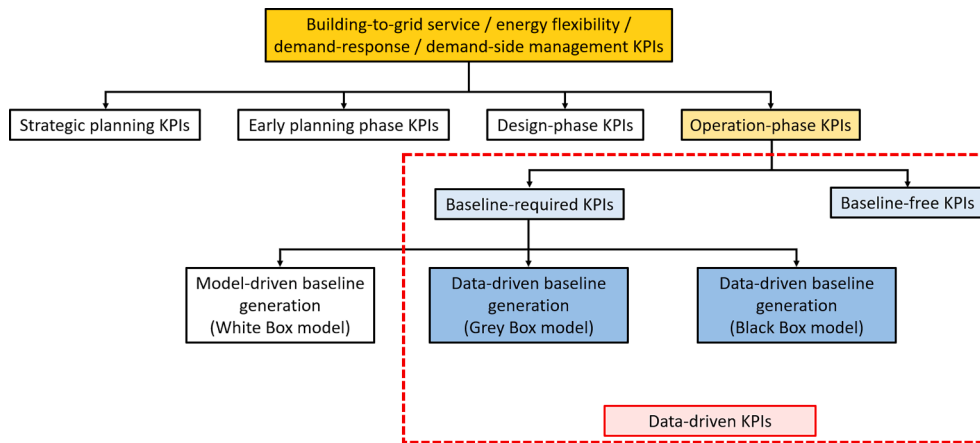 Building-to-grid service / energy flexibility /
demand-response / demand-side management KPIs
Strategic planning KPIs
Early planning phase KPIs
Design-phase KPIs
Operation-phase KPIs
Baseline-required KPIs
Baseline-free KPIs
Model-driven baseline
generation
(White Box model)
Data-driven baseline
generation
(Grey Box model)
Data-driven baseline
generation
(Black Box model)
Data-driven KPIs